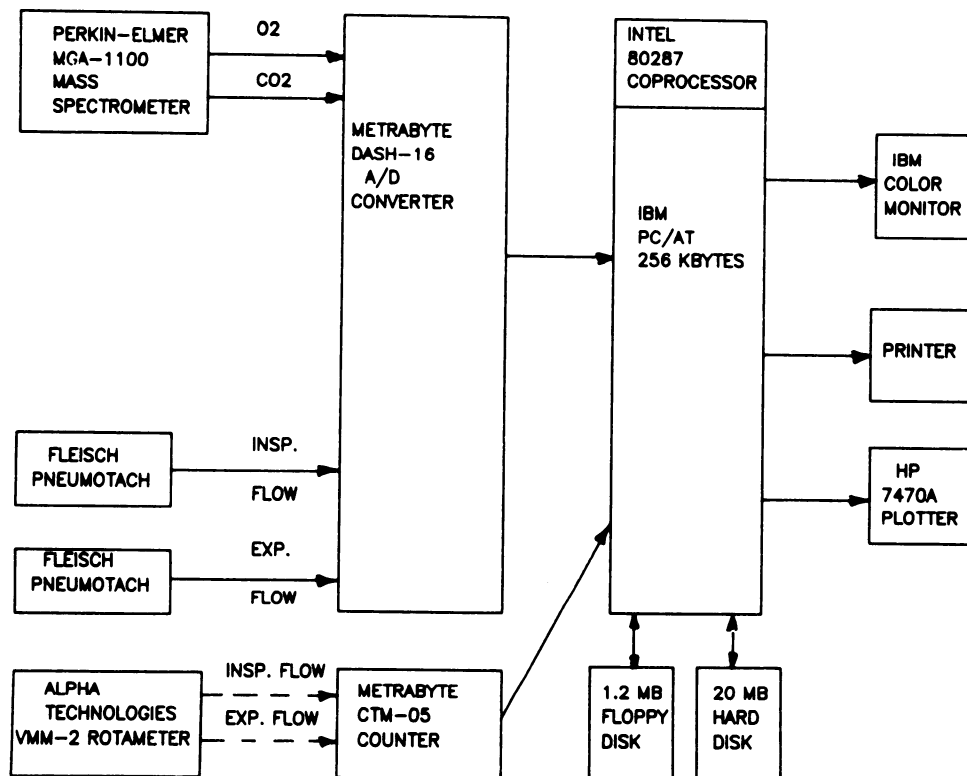 PERKIN-ELMER
MGA-1100
MASS
SPECTROMETER
O2
CO2
METRABYTE
DASH-16
A/D
CONVERTER
INTEL
80287
COPROCESSOR
IBM
PC/AT
256 KBYTES
IBM
COLOR
MONITOR
PRINTER
HP
7470A
PLOTTER
FLEISCH
PNEUMOTACH
INSP.
FLOW
FLEISCH
PNEUMOTACH
EXP.
FLOW
ALPHA
TECHNOLOGIES
VMM-2 ROTAMETER
INSP. FLOW
EXP. FLOW
METRABYTE
CTM-05
COUNTER
1.2 MB
FLOPPY
DISK
20 MB
HARD
DISK